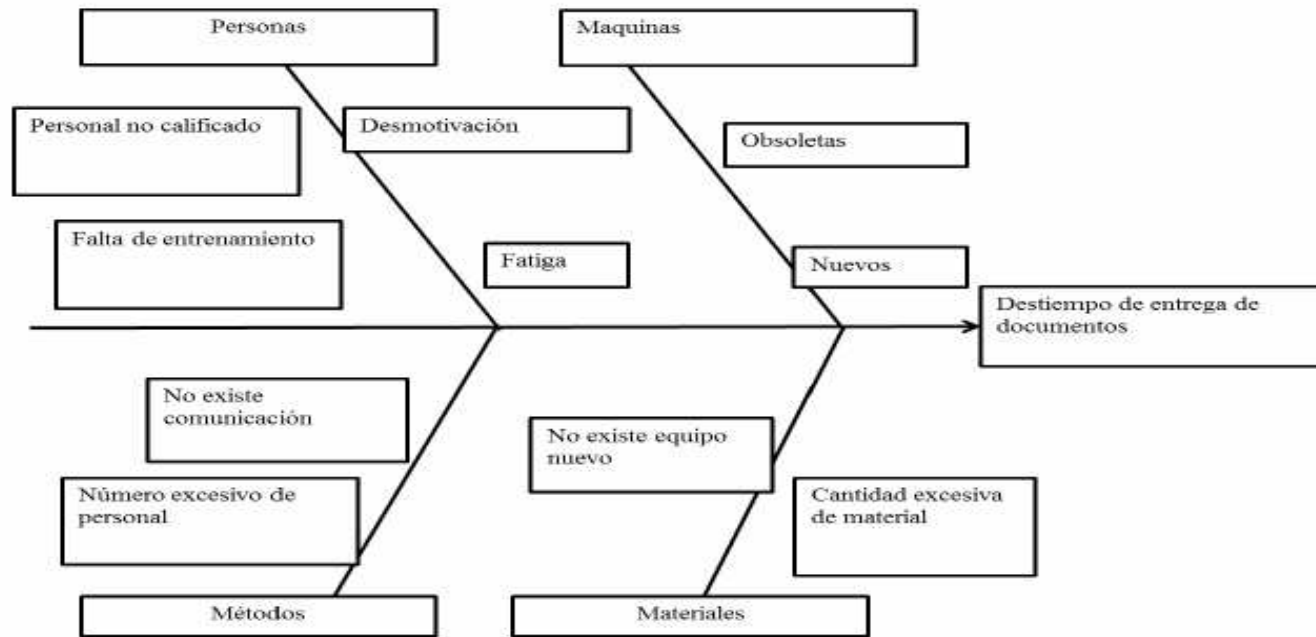 Personas
Maquinas
Personal no calificado
Desmotivación
Obsoletas
Falta de entrenamiento
Fatiga
Nuevos
Destiempo de entrega de
documentos
No existe
comunicación
No existe equipo
nuevo
Número excesivo de
personal
Cantidad excesiva
de material
Métodos
Materiales